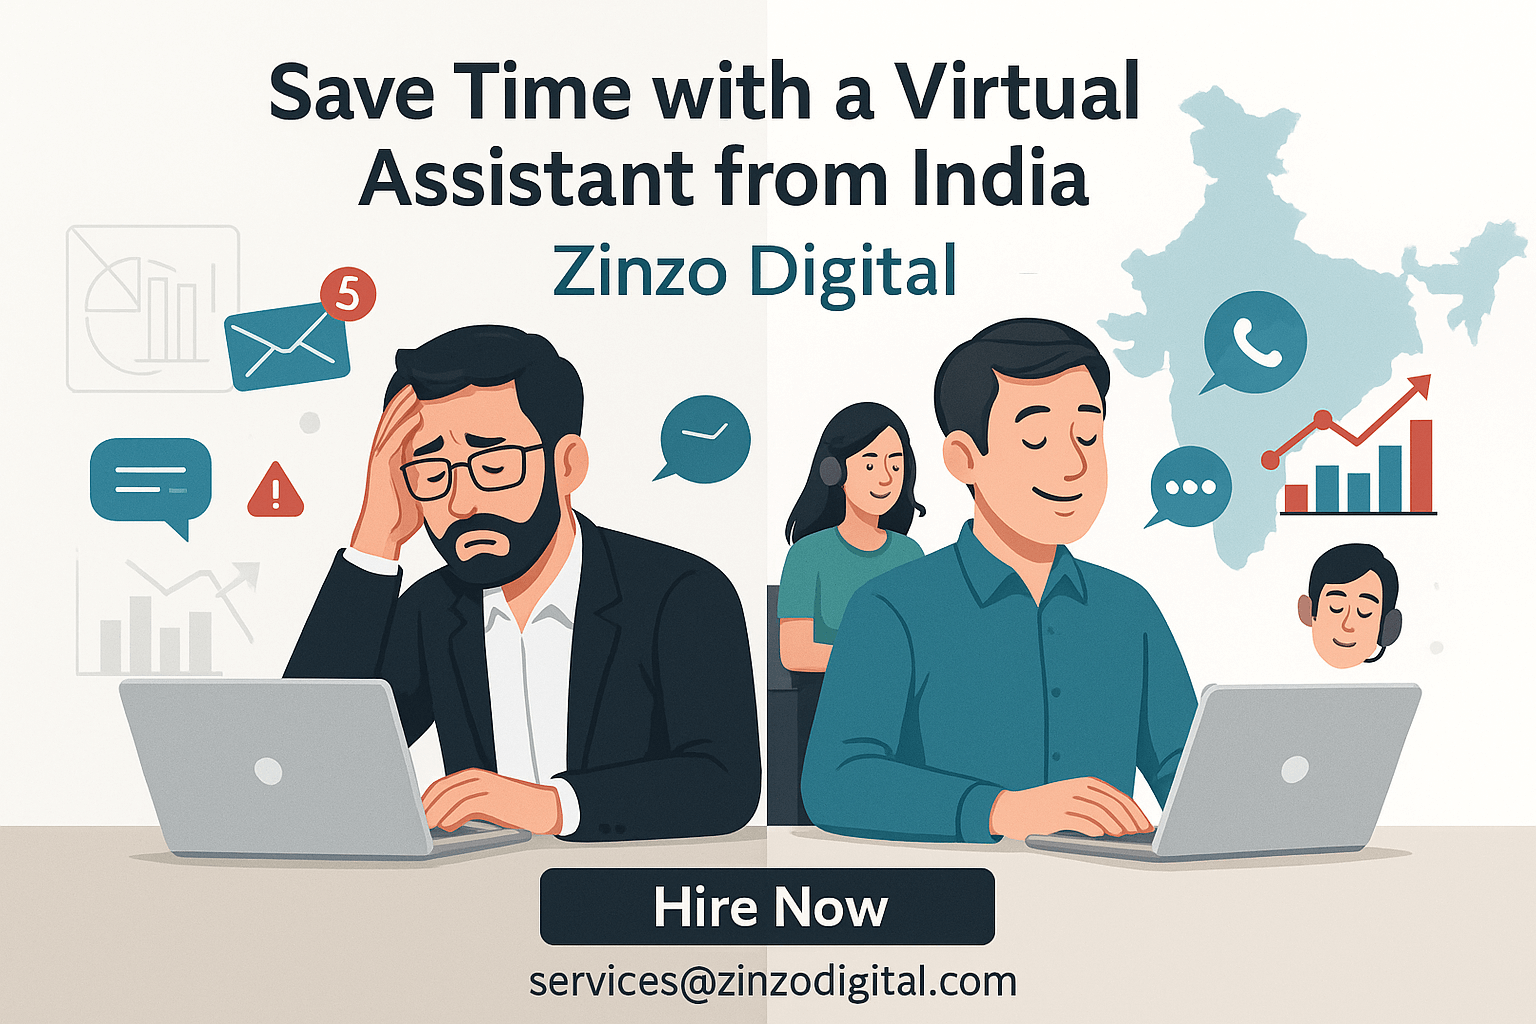 Save Time with a Virtual
Assistant from India
Zinzo Digital
5
Hire Now
services@zinzodigital.com